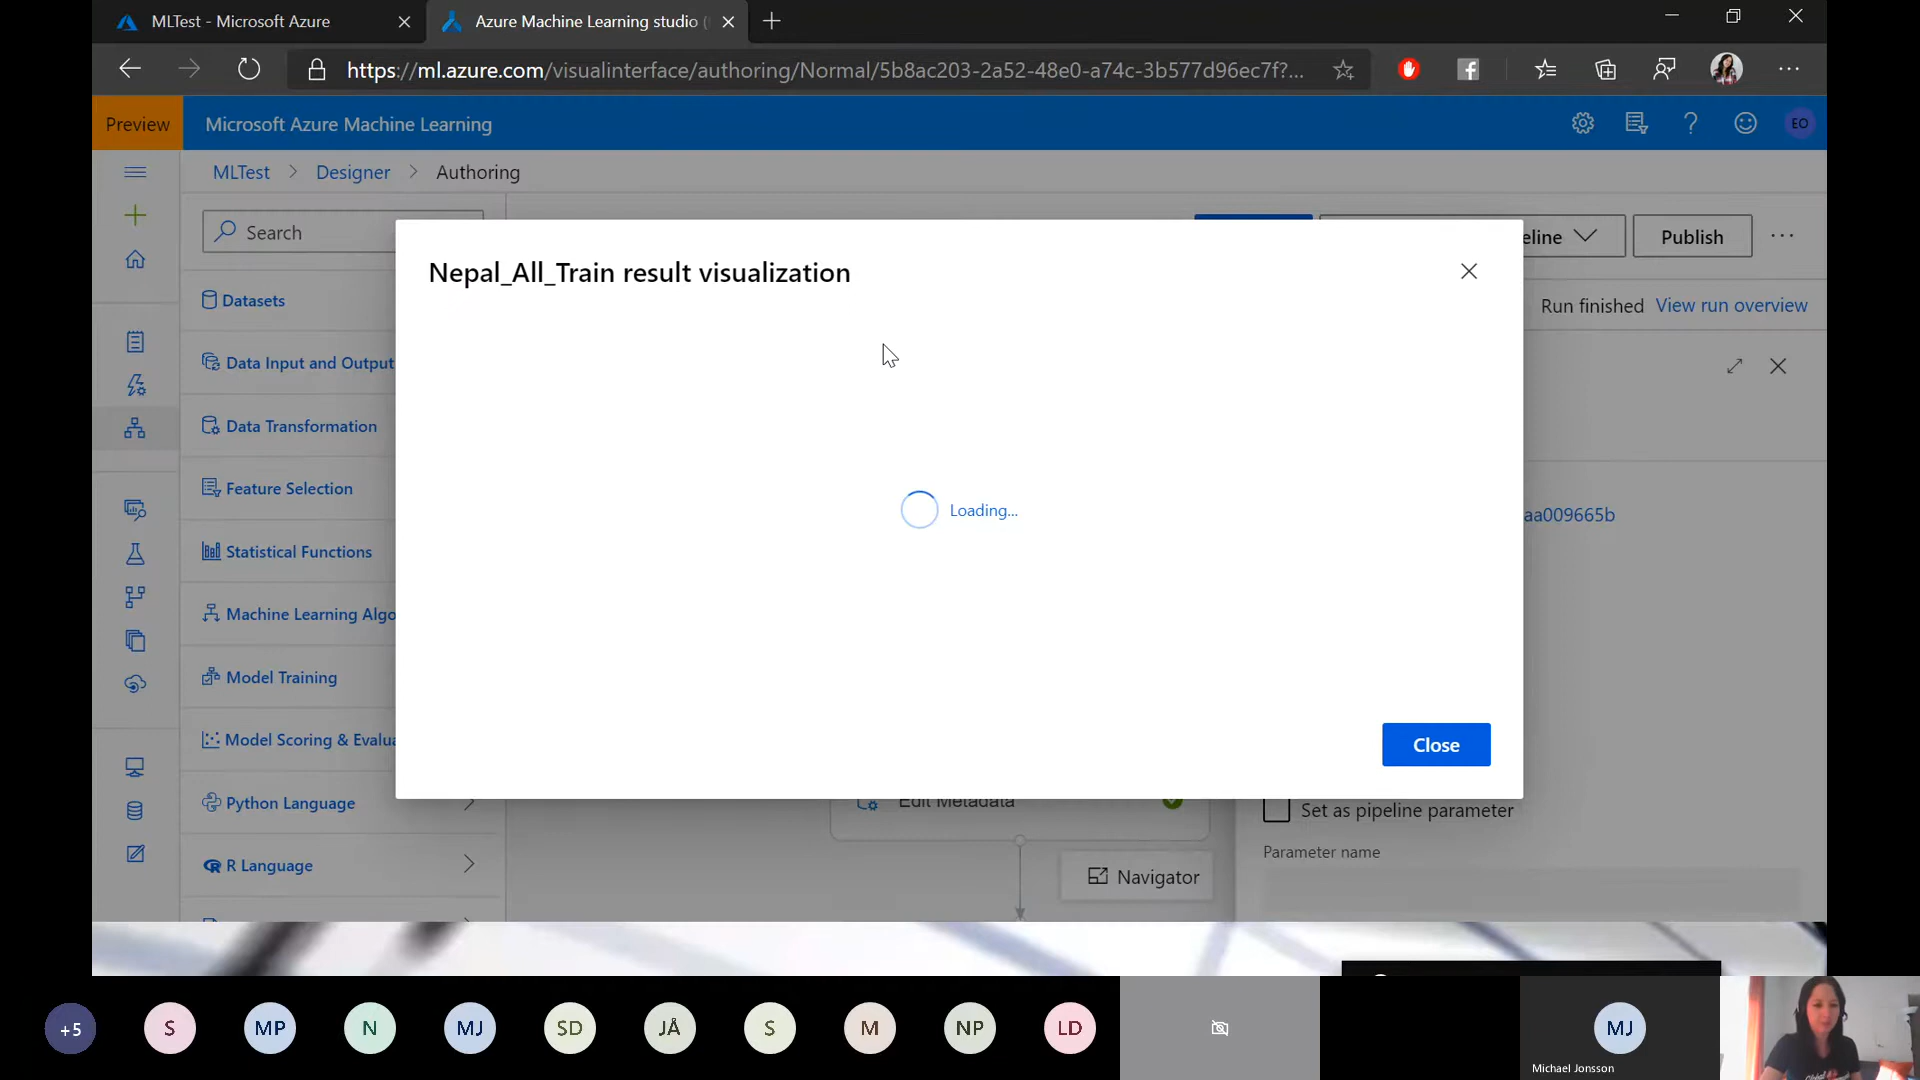 MLTest - Microsoft Azure
Azure Machine Learning studio (
https://ml.azure.com/visualinterface/authoring/Normal/5b8ac203-2a52-48e0-a74c-3b577d96ec7f?...
Preview
Microsoft Azure Machine Learning
EO
MLTest > Designer > Authoring
Search
eline
Publish
Run finished View run overview
Nepal_All_Train result visualization
Loading...
Close
Datasets
Data Input and Output
Data Transformation
Feature Selection
Statistical Functions
Machine Learning Algo
Model Training
Model Scoring & Evalua
Python Language
R Language
aa009665b
Edit Metadata
Set as pipeline parameter
Parameter name
Navigator
+5
S
MP
N
MJ
SD
JÅ
S
M
NP
LD
MJ
Michael Jonsson